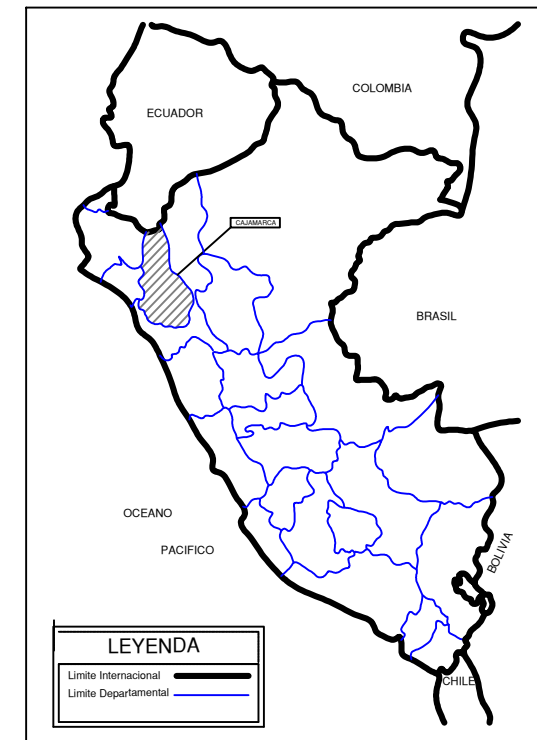 COLOMBIA
ECUADOR
CAJAMARCA
BRASIL
OCEANO
PACIFICO
BOLIVIA
LEYENDA
Limite Internacional
Limite Departamental
CHILE